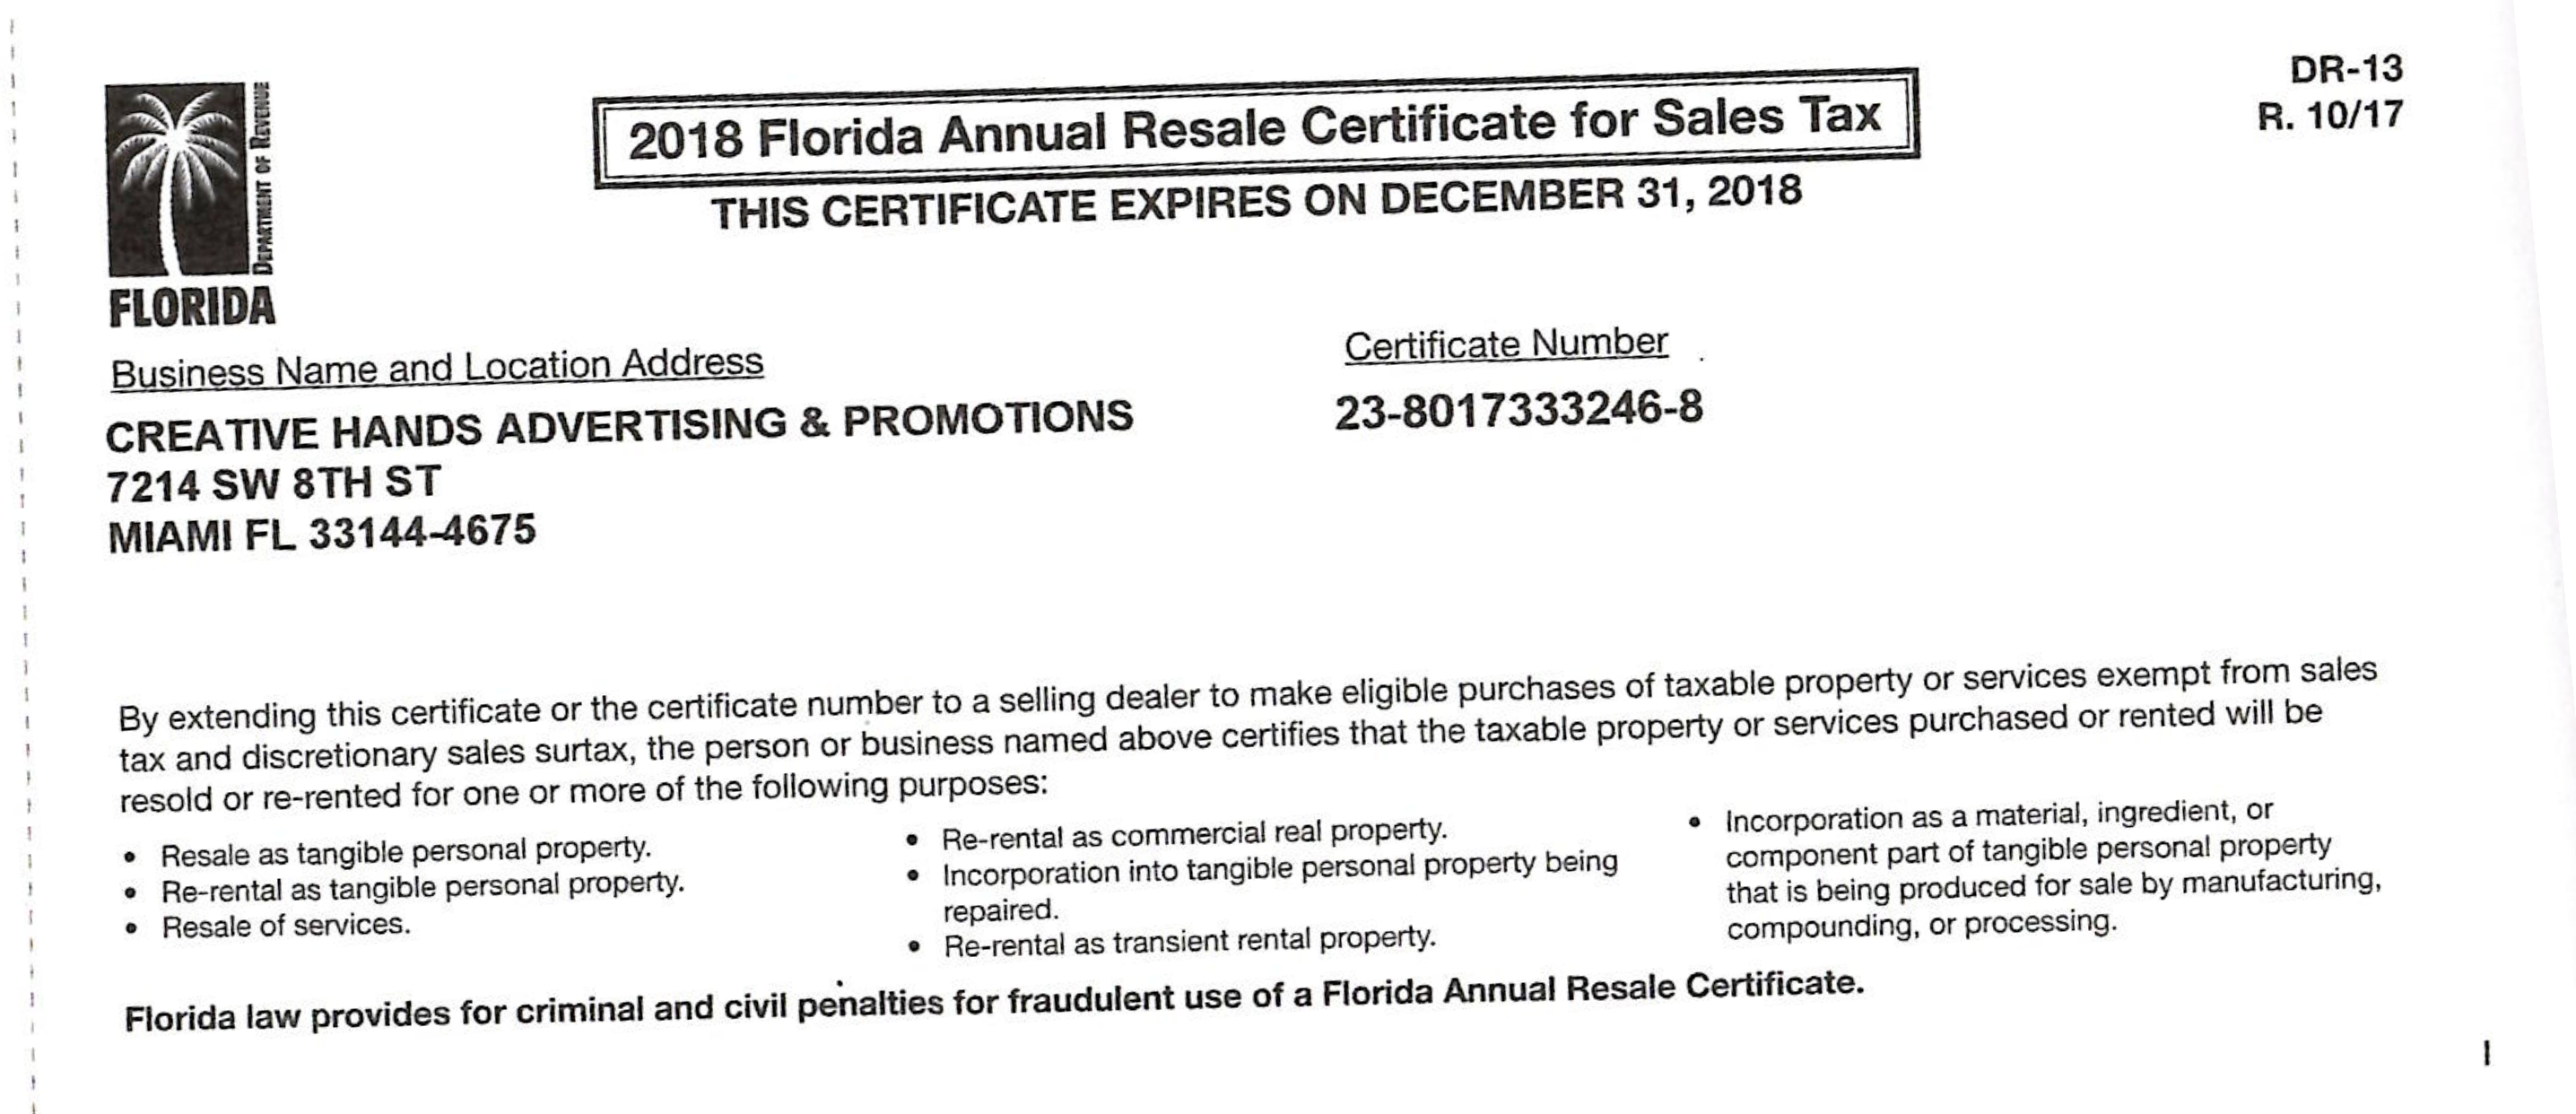 DR-13
R. 10/17
DEPARTMENT OF REVENUE
FLORIDA
2018 Florida Annual Resale Certificate for Sales Tax
THIS CERTIFICATE EXPIRES ON DECEMBER 31, 2018
Business Name and Location Address
Certificate Number
CREATIVE HANDS ADVERTISING & PROMOTIONS
7214 SW 8TH ST
MIAMI FL 33144-4675
23-8017333246-8
By extending this certificate or the certificate number to a selling dealer to make eligible purchases of taxable property or services exempt from sales
tax and discretionary sales surtax, the person or business named above certifies that the taxable property or services purchased or rented will be
resold or re-rented for one or more of the following purposes:
• Resale as tangible personal property.
• Re-rental as tangible personal property.
• Resale of services.
• Re-rental as commercial real property.
• Incorporation into tangible personal property being
repaired.
• Re-rental as transient rental property.
• Incorporation as a material, ingredient, or
component part of tangible personal property
that is being produced for sale by manufacturing,
compounding, or processing.
Florida law provides for criminal and civil penalties for fraudulent use of a Florida Annual Resale Certificate.